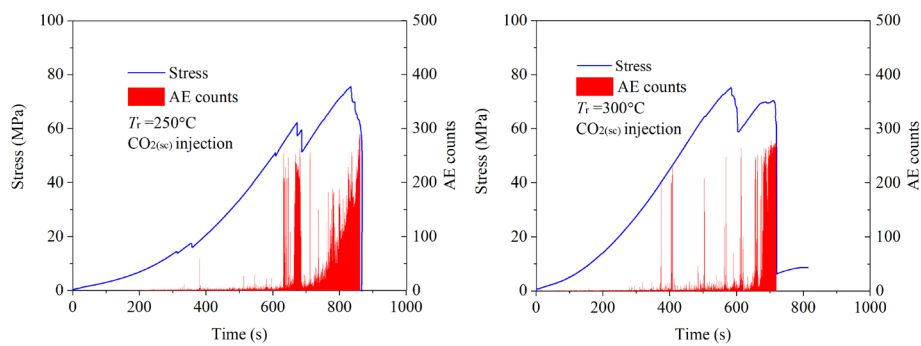 100
80
60
40
20
0
Stress (MPa)
500
400
300
200
100
0
AE counts
Stress
AE counts
Tr =250°C
CO2(sc) injection
0 200 400 600 800 1000
Time (s)
100
80
60
40
20
0
Stress (MPa)
500
400
300
200
100
0
AE counts
Stress
AE counts
Tr =300°C
CO2(sc) injection
0 200 400 600 800 1000
Time (s)